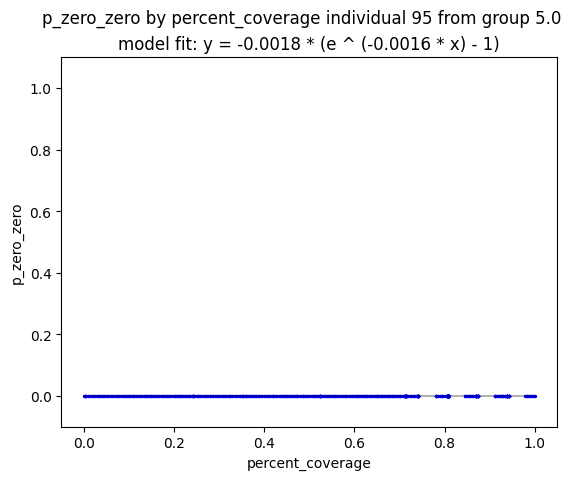 p_zero_zero by percent_coverage individual 95 from group 5.0
model fit: y = -0.0018 * (e ^ (-0.0016 * x) - 1)
1.0
0.8
0.6
0.4
0.2
0.0
p_zero_zero
0.0 0.2 0.4 0.6 0.8 1.0
percent_coverage